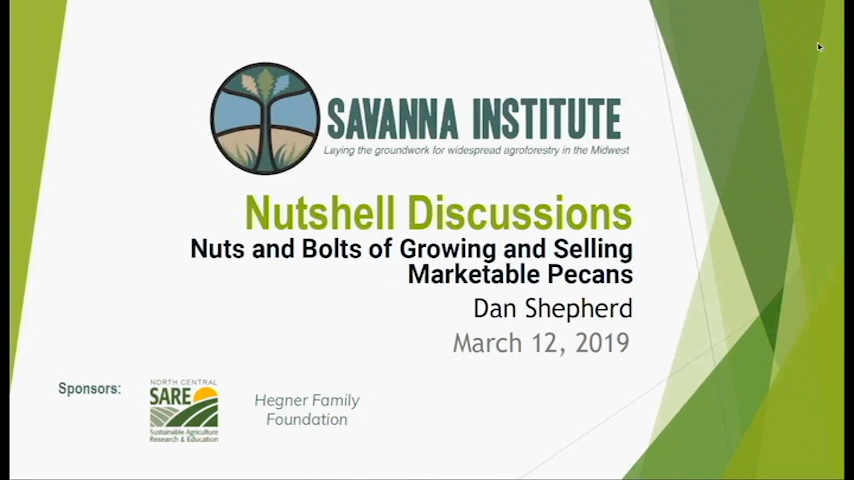 SAVANNA INSTITUTE
Laying the groundwork for widespread agroforestry in the Midwest
Nutshell Discussions
Nuts and Bolts of Growing and Selling
Marketable Pecans
Dan Shepherd
March 12, 2019
Sponsors:
NORTH CENTRAL
SARE
Sustainable Agriculture
Research & Education
Hegner Family
Foundation